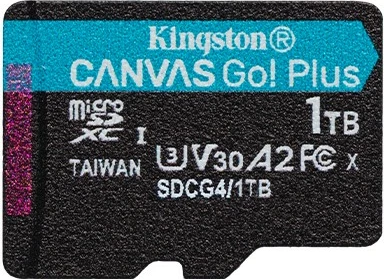 Kingston®
CANVAS Go! Plus
micro SD XC I
1TB
TAIWAN
U3 V30 A2 FC X
SDCG4/1TB